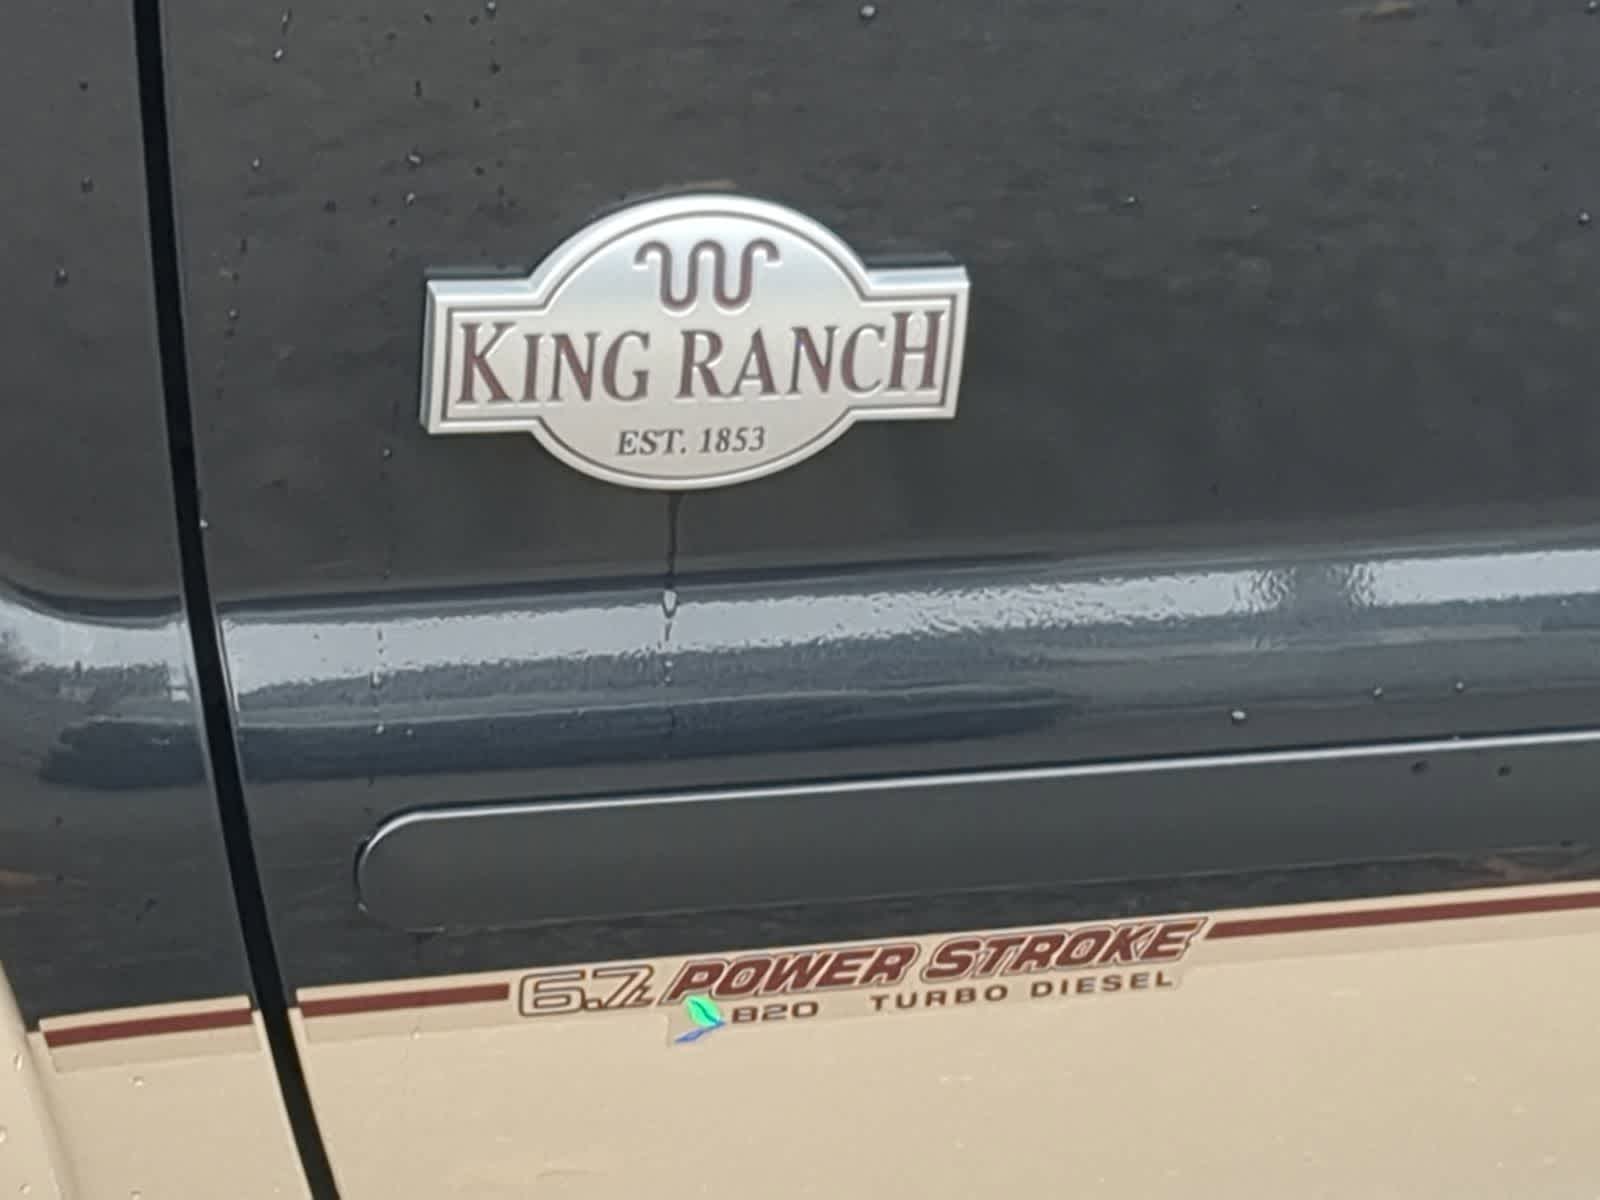 KING RANCH
EST. 1853
6.7L POWER STROKE
B20 TURBO DIESEL